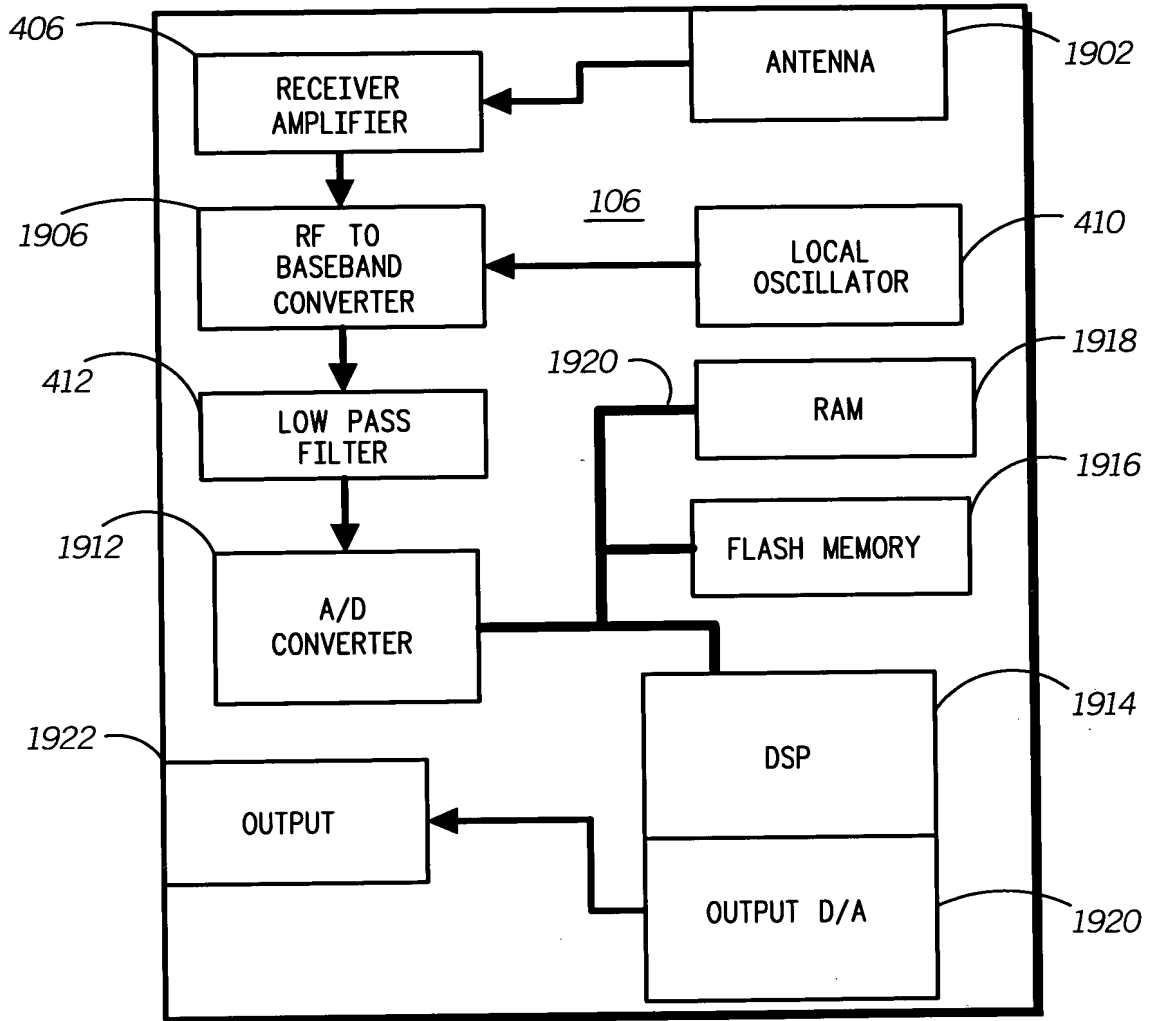 406
RECEIVER
AMPLIFIER
ANTENNA
1902
1906
RF TO
BASEBAND
CONVERTER
106
LOCAL
OSCILLATOR
410
412
LOW PASS
FILTER
1920
RAM
1918
1912
A/D
CONVERTER
FLASH MEMORY
1916
1922
OUTPUT
DSP
1914
OUTPUT D/A
1920